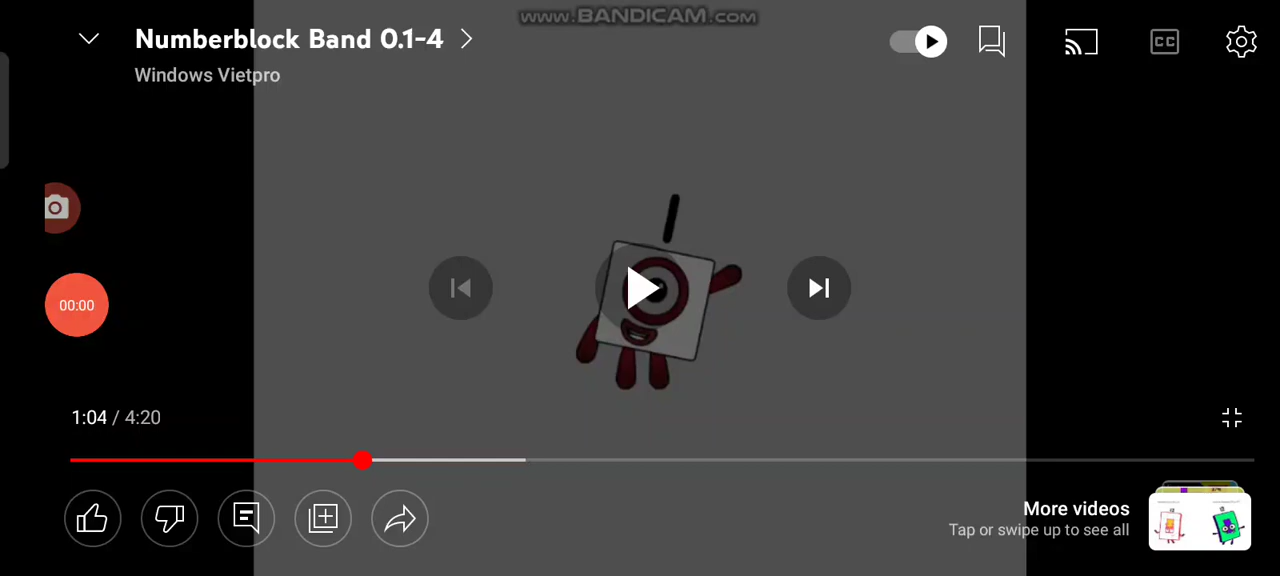 www.BANDICAM.com
Numberblock Band 0.1-4
Windows Vietpro
CC
00:00
1:04 / 4:20
More videos
Tap or swipe up to see all